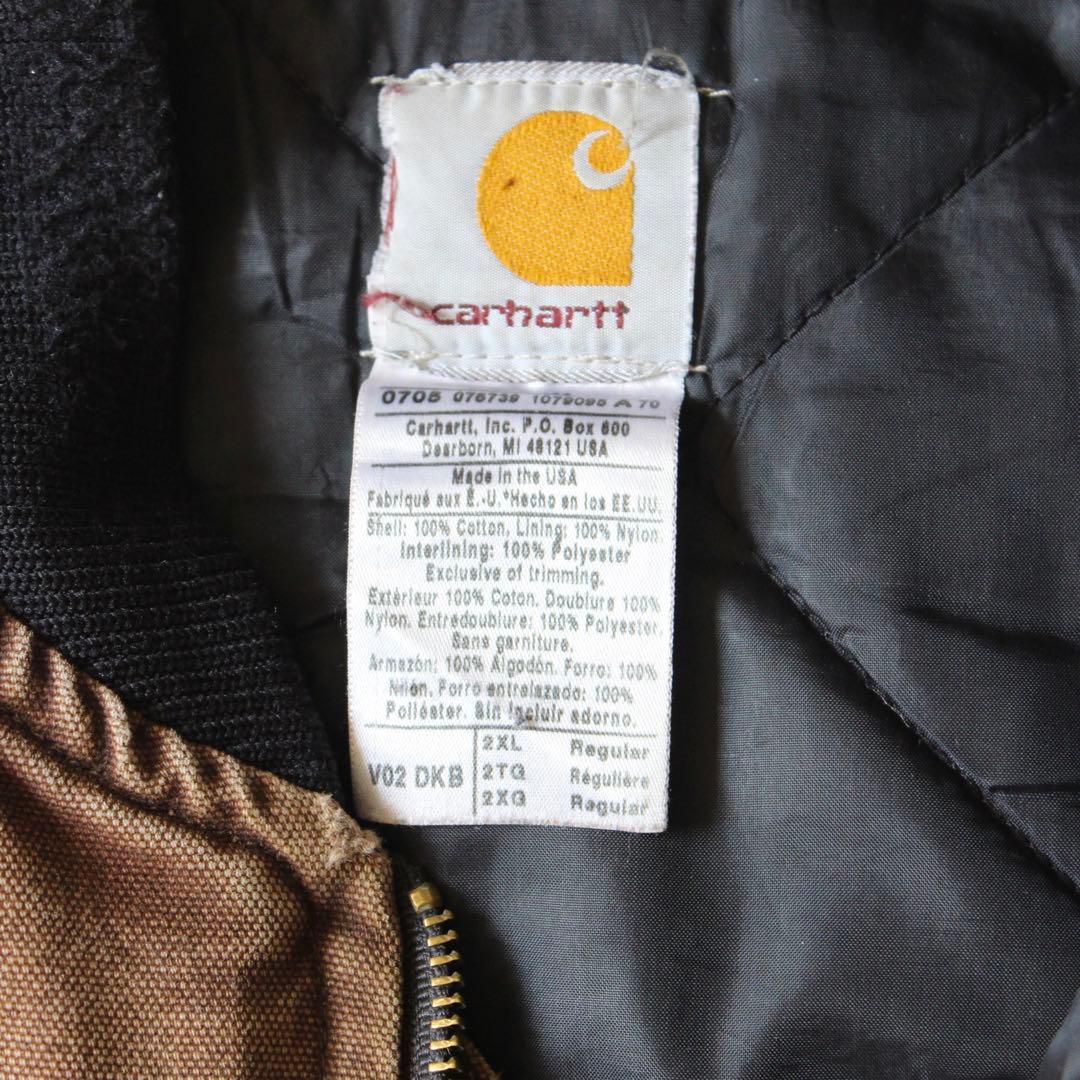 carhartt
0705 076739 1079095 A 70
Carhartt, Inc. P.O. Box 600
Dearborn, MI 48121 USA
Made in the USA
Fabriqué aux É.-U.*Hecho en los EE.UU.
Shell: 100% Cotton, Lining: 100% Nylon.
Interlining: 100% Polyester
Exclusive of trimming.
Extérieur 100% Coton. Doublure 100%
Nylon. Entredoublure: 100% Polyester.
Sans garniture.
Armazón: 100% Algodón. Forro: 100%
Nilón. Forro entrelazado: 100%
Poliéster. Sin incluir adorno.
V02 DKB
2XL Regular
2TG Régulière
2XG Regular